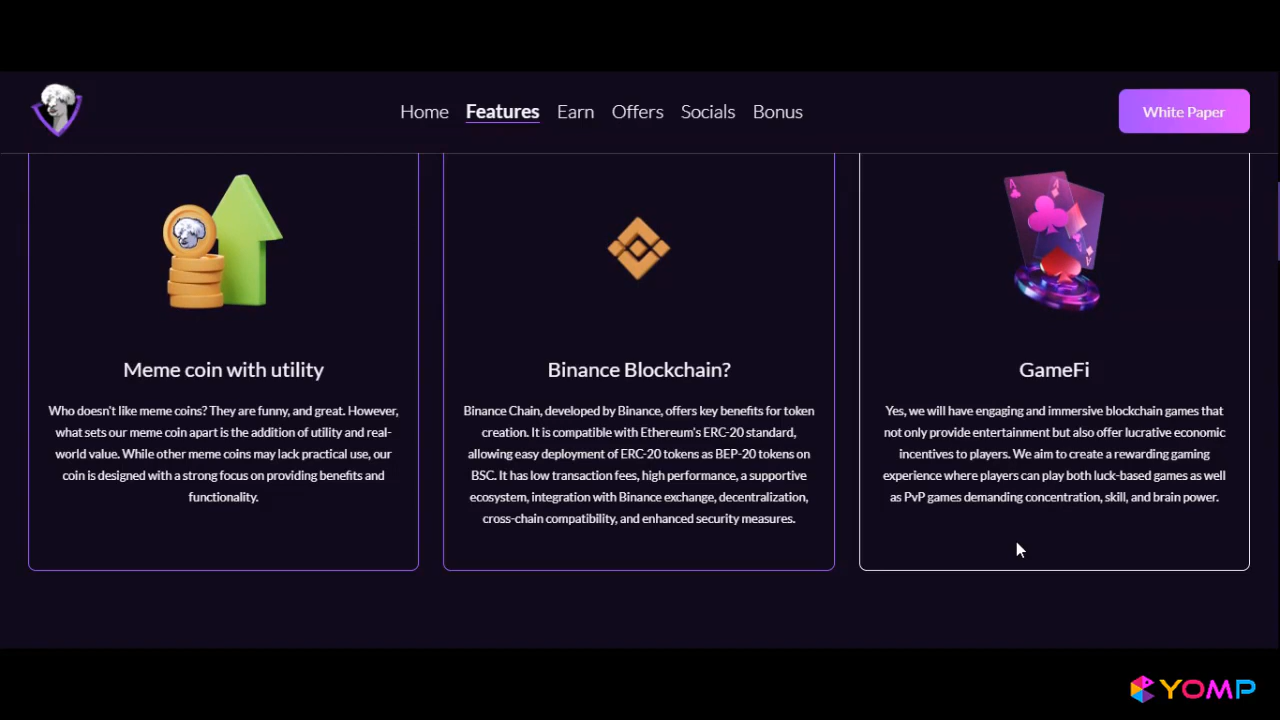 Home Features Earn Offers Socials Bonus White Paper
Meme coin with utility
Who doesn't like meme coins? They are funny, and great. However,
what sets our meme coin apart is the addition of utility and real-
world value. While other meme coins may lack practical use, our
coin is designed with a strong focus on providing benefits and
functionality.
Binance Blockchain?
Binance Chain, developed by Binance, offers key benefits for token
creation. It is compatible with Ethereum's ERC-20 standard,
allowing easy deployment of ERC-20 tokens as BEP-20 tokens on
BSC. It has low transaction fees, high performance, a supportive
ecosystem, integration with Binance exchange, decentralization,
cross-chain compatibility, and enhanced security measures.
GameFi
Yes, we will have engaging and immersive blockchain games that
not only provide entertainment but also offer lucrative economic
incentives to players. We aim to create a rewarding gaming
experience where players can play both luck-based games as well
as PvP games demanding concentration, skill, and brain power.
YOMP